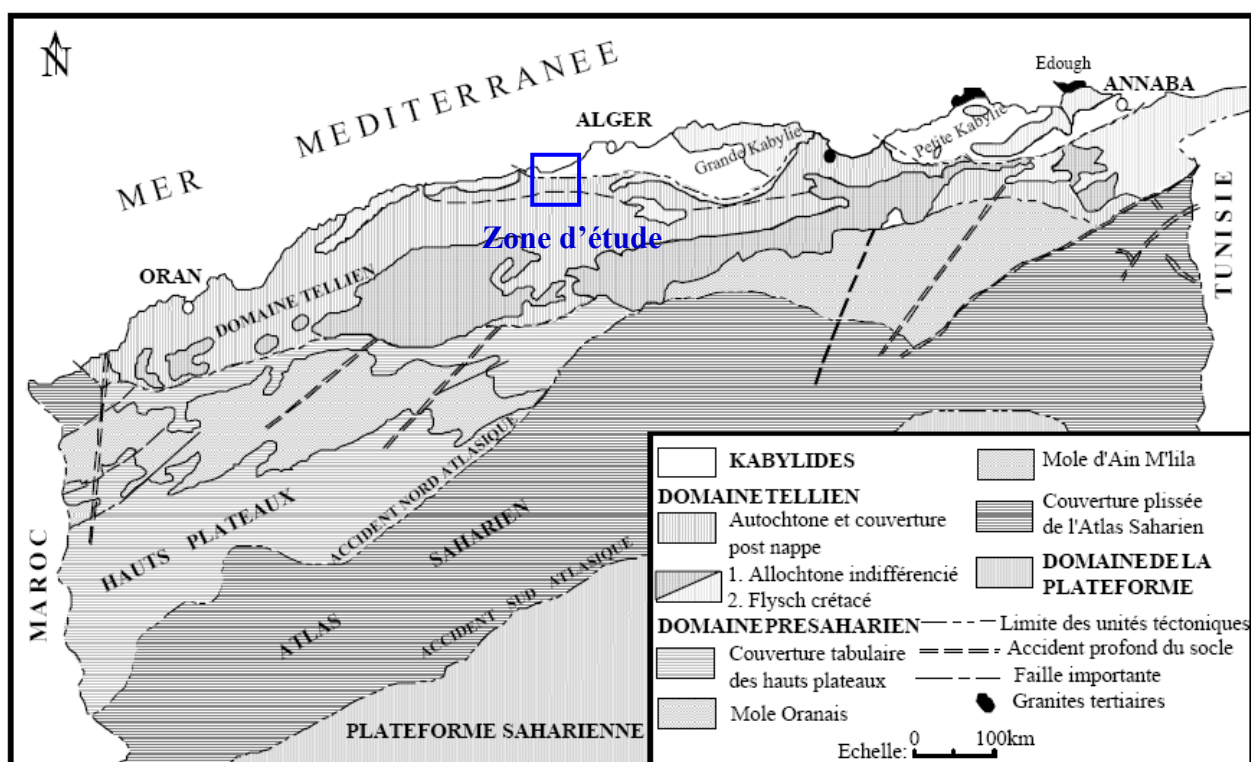 N
MER MEDITERRANEE
Edough
ANNABA
ALGER
Grande Kabylie
Petite Kabylie
Zone d'étude
TUNISIE
ORAN
DOMAINE TELLIEN
MAROC
HAUTS PLATEAUX
ACCIDENT NORD ATLASIQUE
ATLAS SAHARIEN
ACCIDENT SUD ATLASIQUE
PLATEFORME SAHARIENNE
KABYLIDES
DOMAINE TELLIEN
Autochtone et couverture
post nappe
1. Allochtone indifférencié
2. Flysch crétacé
DOMAINE PRESAHARIEN
Couverture tabulaire
des hauts plateaux
Mole Oranais
Mole d'Ain M'lila
Couverture plissée
de l'Atlas Saharien
DOMAINE DE LA
PLATEFORME
Limite des unités téctoniques
Accident profond du socle
Faille importante
Granites tertiaires
Echelle: 0 100km